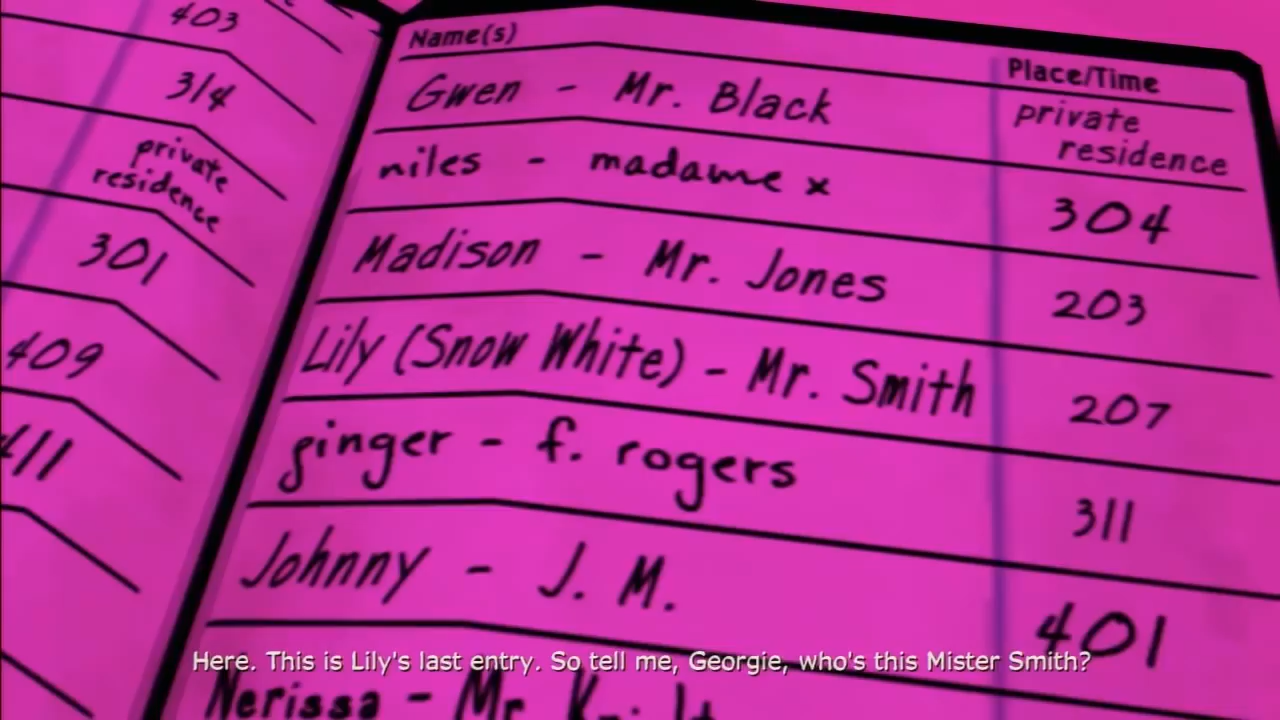 403
314
private
residence
301
409
411
Name(s) Place/Time
Gwen - Mr. Black private
residence
niles - madame x 304
Madison - Mr. Jones 203
Lily (Snow White) - Mr. Smith 207
ginger - f. rogers 311
Johnny - J. M. 401
Nerissa - Mr.
Here. This is Lily's last entry. So tell me, Georgie, who's this Mister Smith?